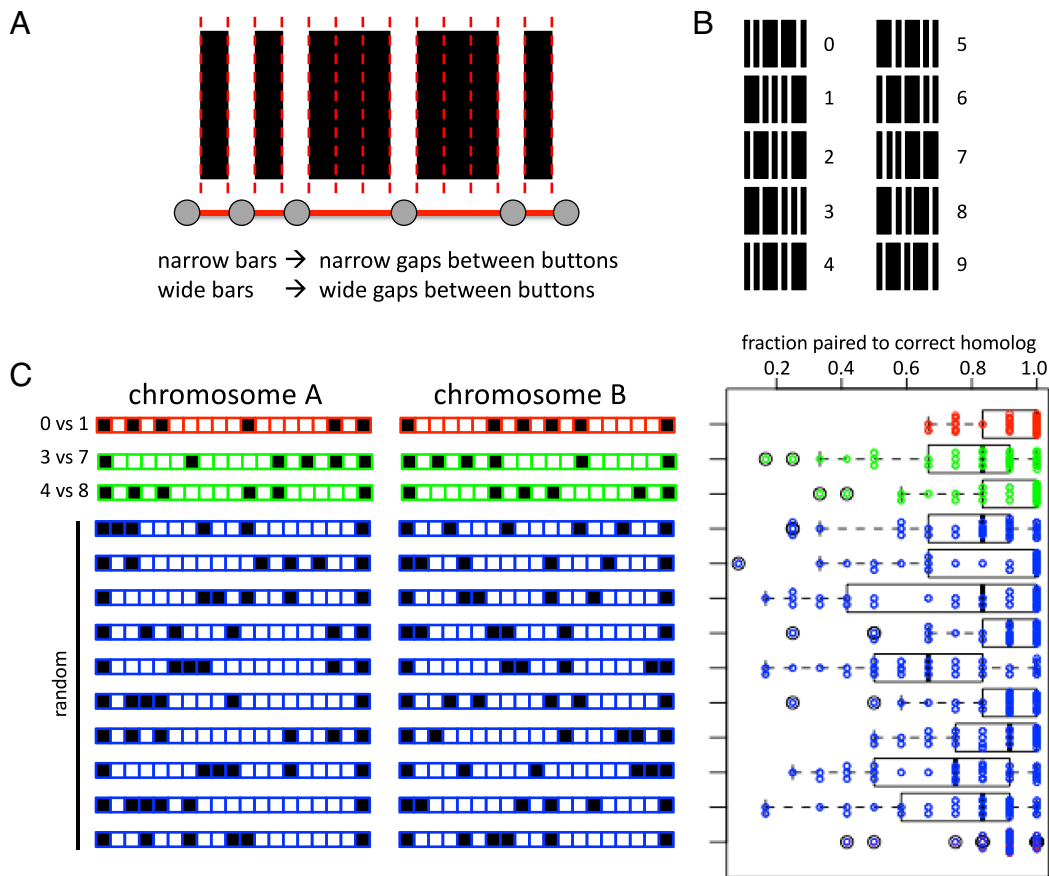 A
narrow bars → narrow gaps between buttons
wide bars → wide gaps between buttons
B
0 5
1 6
2 7
3 8
4 9
C
chromosome A chromosome B
0 vs 1
3 vs 7
4 vs 8
random
fraction paired to correct homolog
0.2 0.4 0.6 0.8 1.0